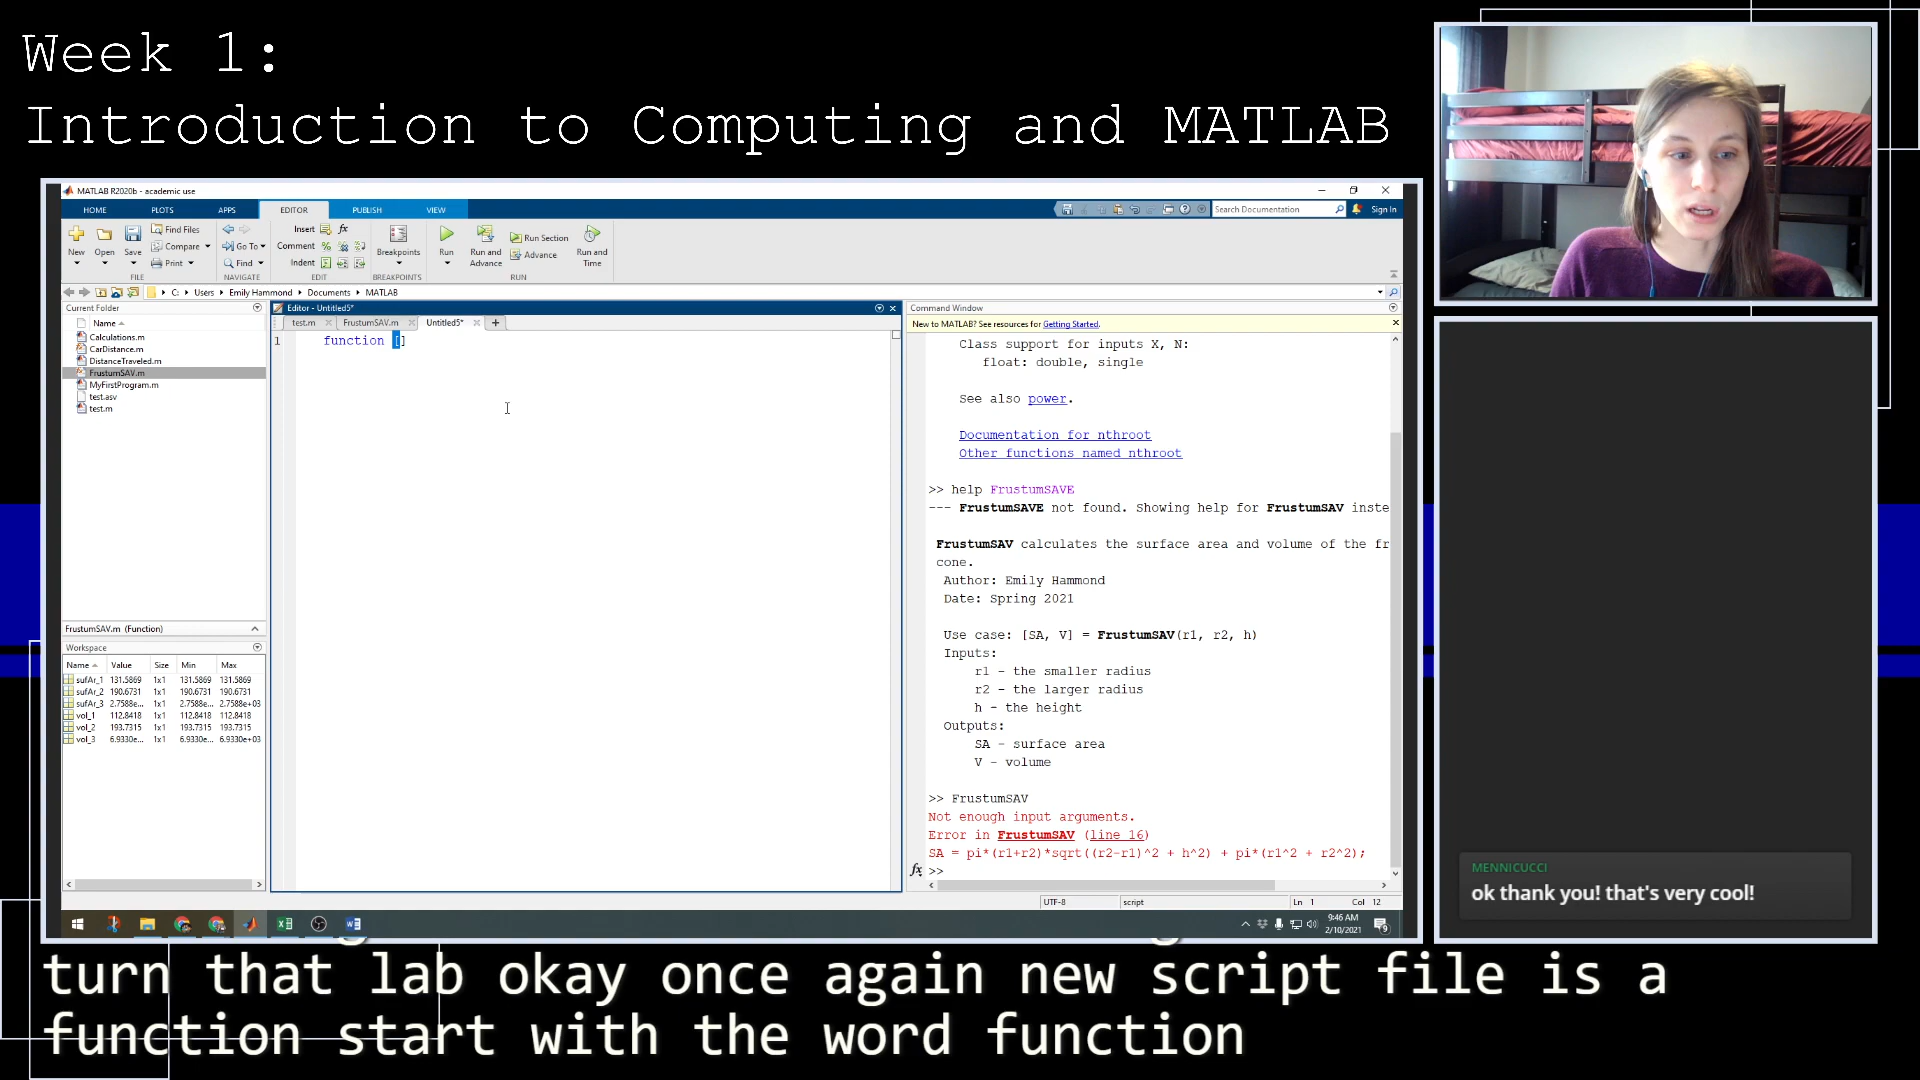 Week 1:
Introduction to Computing and MATLAB
MATLAB R2020b - academic use
HOME PLOTS APPS EDITOR PUBLISH VIEW
Search Documentation
Sign In
New Open Save
Find Files
Compare
Print
FILE
Go To
Find
NAVIGATE
Insert
Comment
Indent
EDIT
Breakpoints
BREAKPOINTS
Run
Run and Advance
Run Section
Advance
Run and Time
RUN
C: Users Emily Hammond Documents MATLAB
Current Folder
Name
Calculations.m
CarDistance.m
DistanceTraveled.m
FrustumSAV.m
MyFirstProgram.m
test.asv
test.m
FrustumSAV.m (Function)
Workspace
Name Value Size Min Max
sufAr_1 131.5869 1x1 131.5869 131.5869
sufAr_2 190.6731 1x1 190.6731 190.6731
sufAr_3 2.7588e... 1x1 2.7588e... 2.7588e+03
vol_1 112.8418 1x1 112.8418 112.8418
vol_2 193.7315 1x1 193.7315 193.7315
vol_3 6.9330e... 1x1 6.9330e... 6.9330e+03
Editor - Untitled5*
test.m FrustumSAV.m Untitled5* +
1 function []
Command Window
New to MATLAB? See resources for Getting Started.
Class support for inputs X, N:
float: double, single
See also power.
Documentation for nthroot
Other functions named nthroot
>> help FrustumSAVE
--- FrustumSAVE not found. Showing help for FrustumSAV inste
FrustumSAV calculates the surface area and volume of the fr
cone.
Author: Emily Hammond
Date: Spring 2021
Use case: [SA, V] = FrustumSAV(r1, r2, h)
Inputs:
r1 - the smaller radius
r2 - the larger radius
h - the height
Outputs:
SA - surface area
V - volume
>> FrustumSAV
Not enough input arguments.
Error in FrustumSAV (line 16)
SA = pi*(r1+r2)*sqrt((r2-r1)^2 + h^2) + pi*(r1^2 + r2^2);
fx >>
UTF-8 script Ln 1 Col 12
9:46 AM
2/10/2021
MENNICUCCI
ok thank you! that's very cool!
turn that lab okay once again new script file is a
function start with the word function